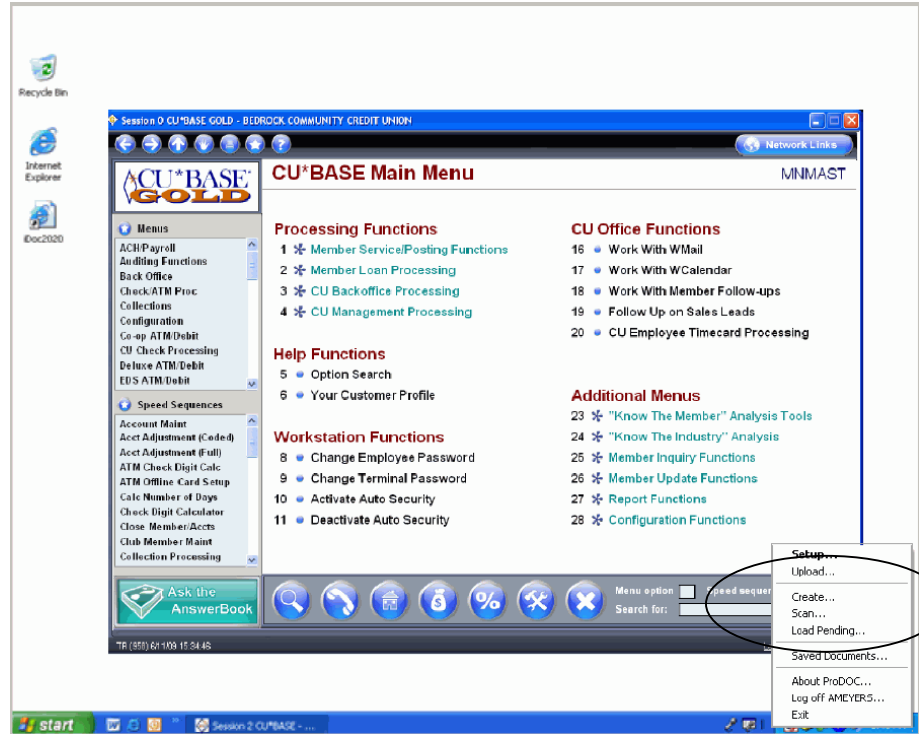 Recycle Bin
Internet
Explorer
iDoc2020
Session 0 CU*BASE GOLD - BEDROCK COMMUNITY CREDIT UNION
Network Links
CU*BASE
GOLD
CU*BASE Main Menu
MNMAST
Menus
ACH/Payroll
Auditing Functions
Back Office
Check/ATM Proc
Collections
Configuration
Co-op ATM/Debit
CU Check Processing
Deluxe ATM/Debit
EDS ATM/Debit
Speed Sequences
Account Maint
Acct Adjustment (Coded)
Acct Adjustment (Full)
ATM Check Digit Calc
ATM Offline Card Setup
Calc Number of Days
Check Digit Calculator
Close Member/Accts
Club Member Maint
Collection Processing
Ask the
AnswerBook
Processing Functions
1 Member Service/Posting Functions
2 Member Loan Processing
3 CU Backoffice Processing
4 CU Management Processing
Help Functions
5 Option Search
6 Your Customer Profile
Workstation Functions
8 Change Employee Password
9 Change Terminal Password
10 Activate Auto Security
11 Deactivate Auto Security
CU Office Functions
16 Work With WMail
17 Work With WCalendar
18 Work With Member Follow-ups
19 Follow Up on Sales Leads
20 CU Employee Timecard Processing
Additional Menus
23 "Know The Member" Analysis Tools
24 "Know The Industry" Analysis
25 Member Inquiry Functions
26 Member Update Functions
27 Report Functions
28 Configuration Functions
Menu option
Speed sequen
Search for:
Setup...
Upload...
Create...
Scan...
Load Pending...
Saved Documents...
About ProDOC...
Log off AMEYERS...
Exit
TR (958) 6/11/09 15:34:46
start
Session 2 CU*BASE - ...